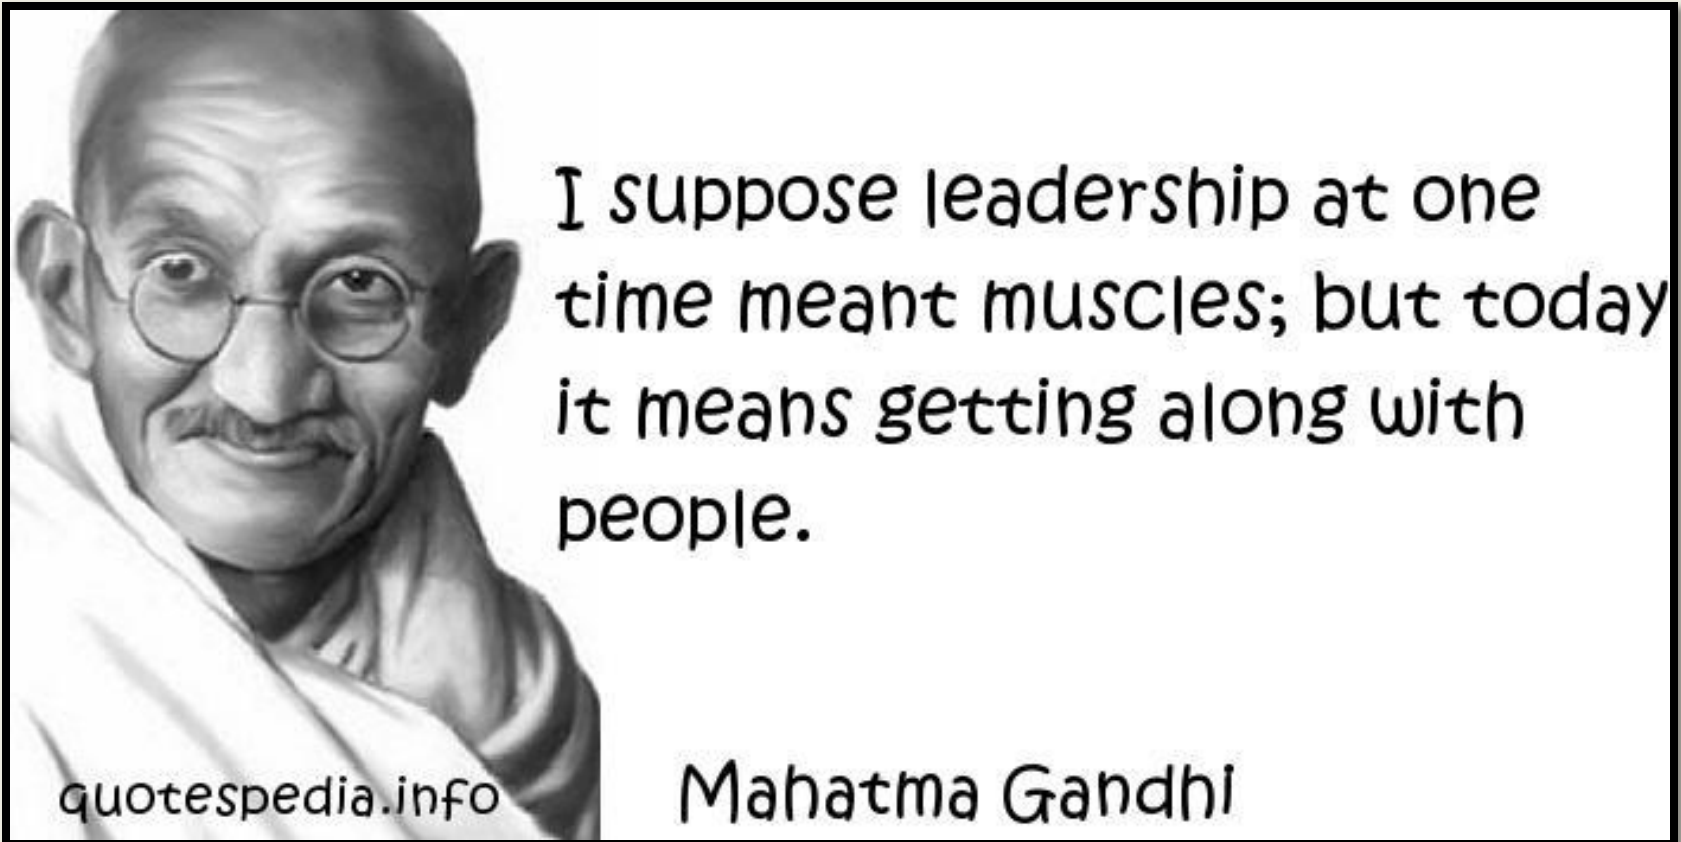 I suppose leadership at one
time meant muscles; but today
it means getting along with
people.
quotespedia.info
Mahatma Gandhi